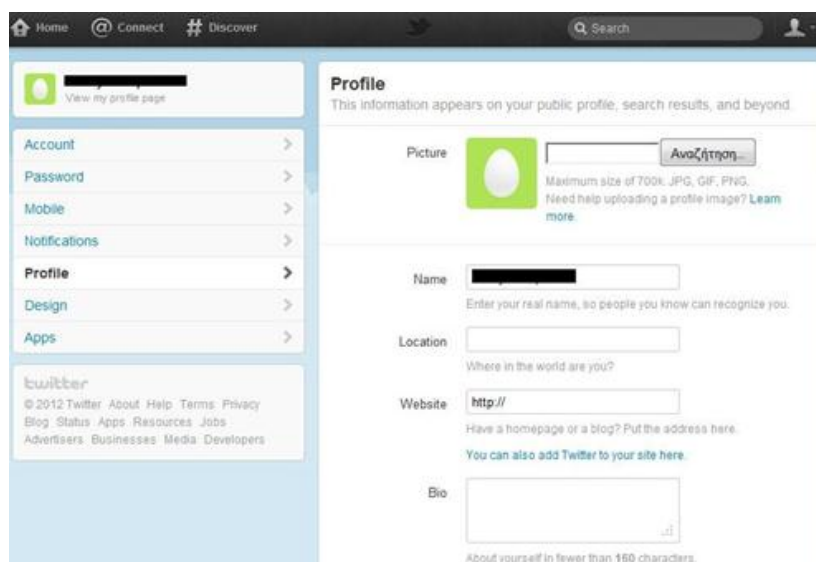 Home @ Connect # Discover Search
View my profile page
Account
Password
Mobile
Notifications
Profile
Design
Apps
twitter
© 2012 Twitter About Help Terms Privacy
Blog Status Apps Resources Jobs
Advertisers Businesses Media Developers
Profile
This information appears on your public profile, search results, and beyond.
Picture
Αναζήτηση...
Maximum size of 700k. JPG, GIF, PNG.
Need help uploading a profile image? Learn
more.
Name
Enter your real name, so people you know can recognize you.
Location
Where in the world are you?
Website http://
Have a homepage or a blog? Put the address here.
You can also add Twitter to your site here.
Bio
About yourself in fewer than 160 characters.